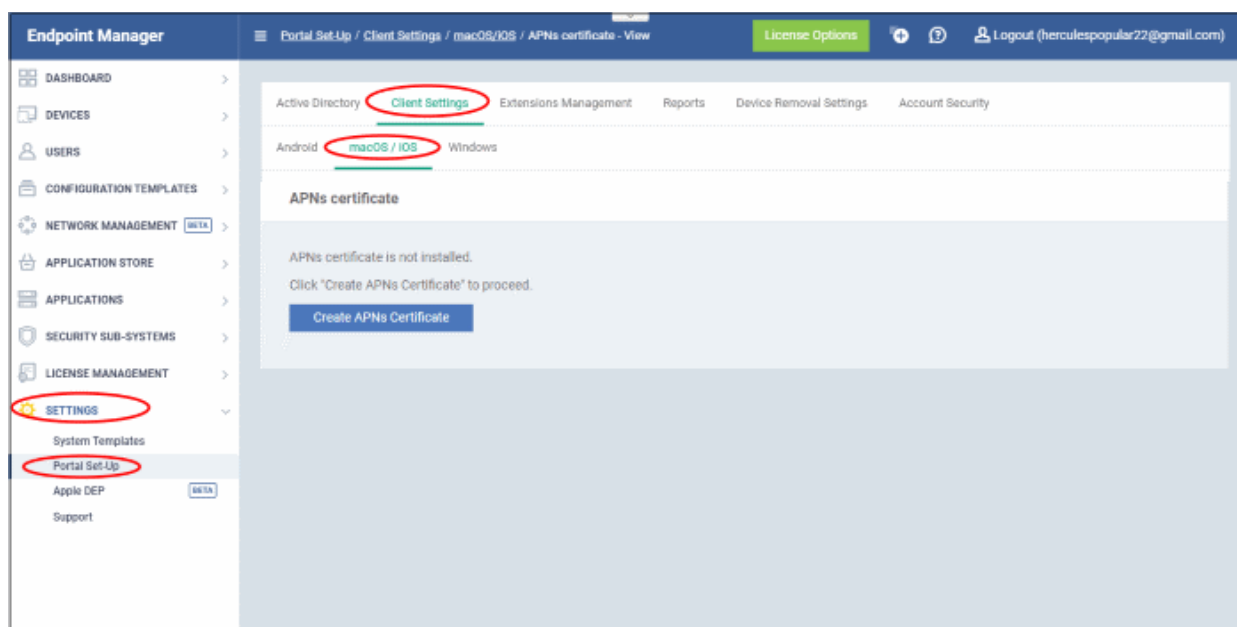 Endpoint Manager
Portal Set-Up / Client Settings / macOS/iOS / APNs certificate - View
License Options
Logout (herculespopular22@gmail.com)
DASHBOARD
DEVICES
USERS
CONFIGURATION TEMPLATES
NETWORK MANAGEMENT BETA
APPLICATION STORE
APPLICATIONS
SECURITY SUB-SYSTEMS
LICENSE MANAGEMENT
SETTINGS
System Templates
Portal Set-Up
Apple DEP BETA
Support
Active Directory Client Settings Extensions Management Reports Device Removal Settings Account Security
Android macOS / iOS Windows
APNs certificate
APNs certificate is not installed.
Click "Create APNs Certificate" to proceed.
Create APNs Certificate